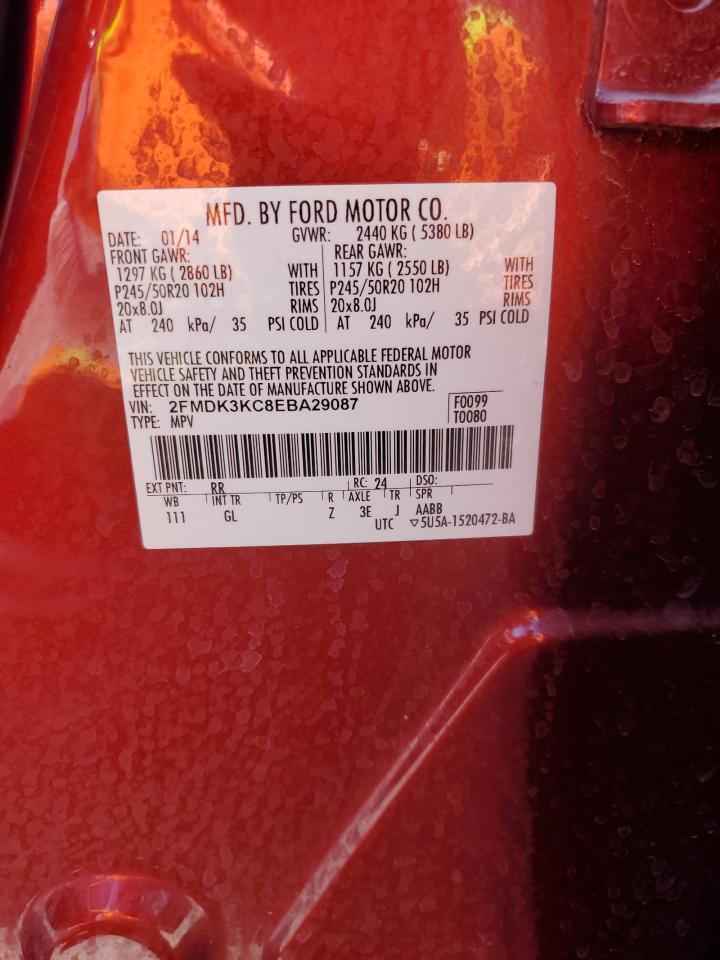 MFD. BY FORD MOTOR CO.
DATE: 01/14 GVWR: 2440 KG ( 5380 LB)
FRONT GAWR: REAR GAWR:
1297 KG ( 2860 LB) WITH 1157 KG ( 2550 LB) WITH
P245/50R20 102H TIRES P245/50R20 102H TIRES
20x8.0J RIMS 20x8.0J RIMS
AT 240 kPa/ 35 PSI COLD AT 240 kPa/ 35 PSI COLD
THIS VEHICLE CONFORMS TO ALL APPLICABLE FEDERAL MOTOR
VEHICLE SAFETY AND THEFT PREVENTION STANDARDS IN
EFFECT ON THE DATE OF MANUFACTURE SHOWN ABOVE.
VIN: 2FMDK3KC8EBA29087 F0099
TYPE: MPV T0080
EXT PNT: RR RC: 24 DSO:
WB INT TR TP/PS R AXLE TR SPR
111 GL Z 3E J AABB
UTC ▽5U5A-1520472-BA